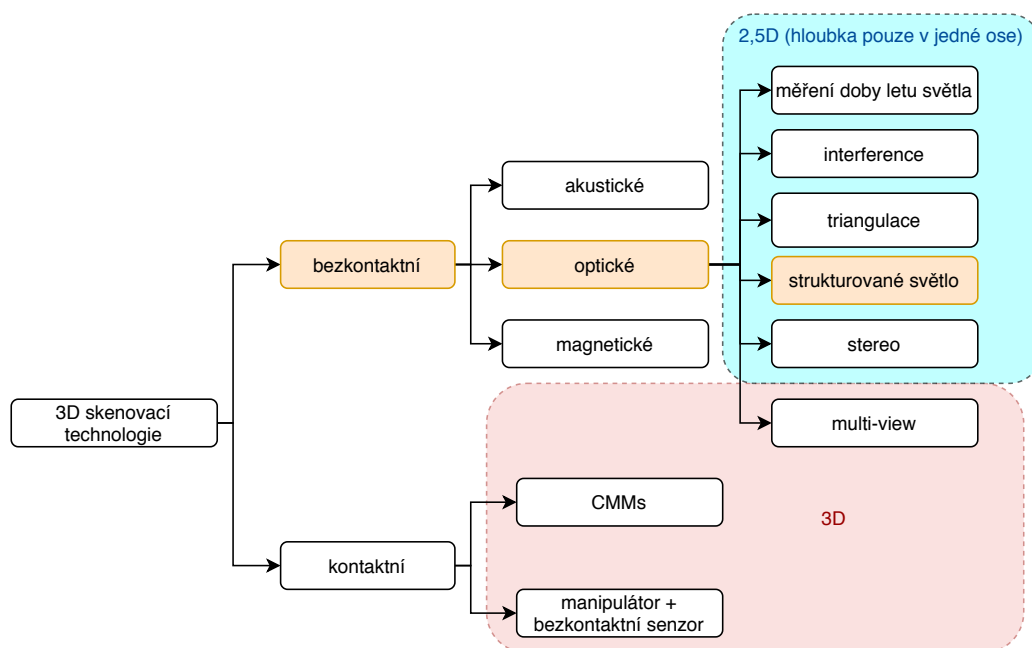 2,5D (hloubka pouze v jedné ose)
měření doby letu světla
interference
akustické
triangulace
bezkontaktní
optické
strukturované světlo
magnetické
stereo
3D skenovací
technologie
multi-view
CMMs
3D
kontaktní
manipulátor +
bezkontaktní senzor